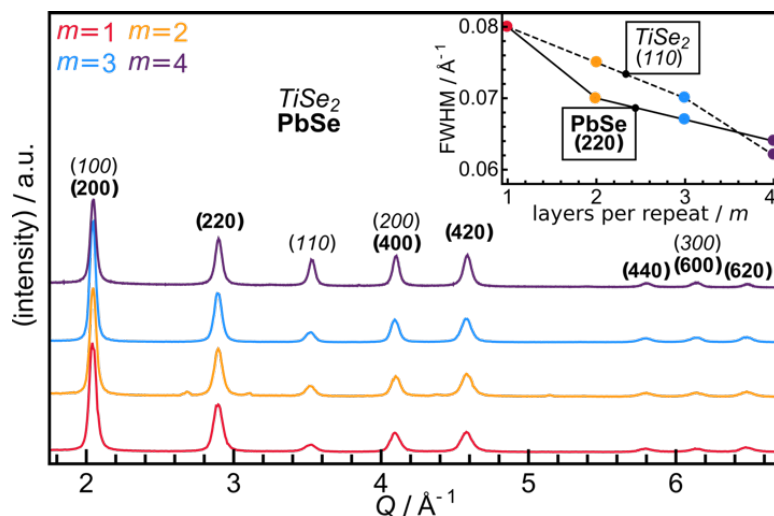 m=1 m=2
m=3 m=4
TiSe₂
PbSe
(100)
(200)
(220)
(110)
(200)
(400)
(420)
(440)
(300)
(600)
(620)
(intensity) / a.u.
2 3 4 5 6
Q / Å⁻¹
0.08
0.07
0.06
FWHM / Å⁻¹
TiSe₂
(110)
PbSe
(220)
1 2 3 4
layers per repeat / m